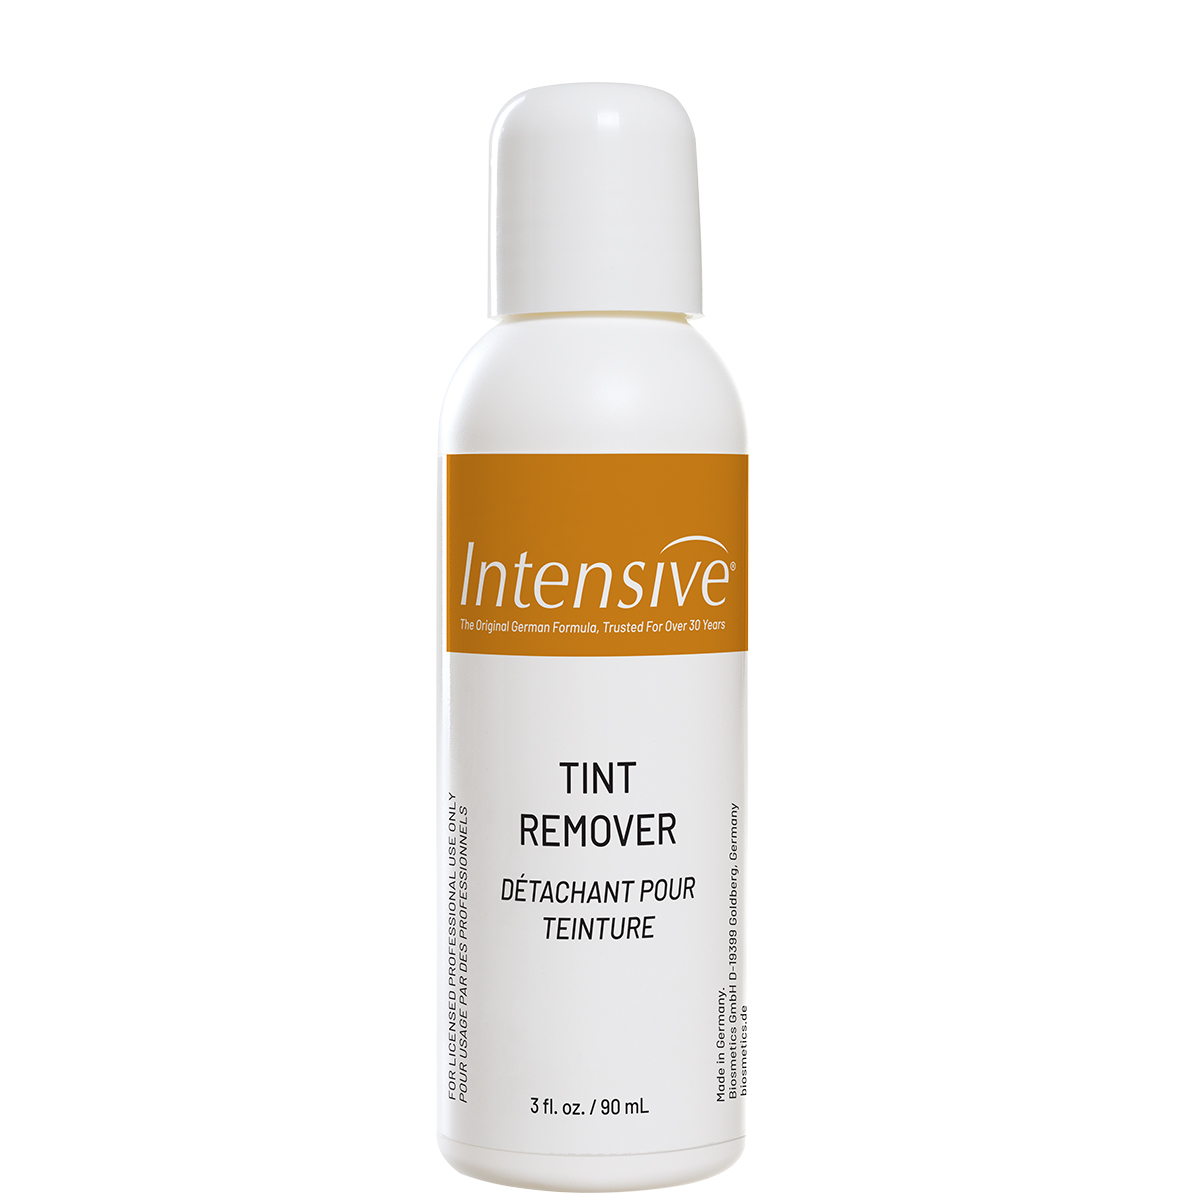 Intensive®
The Original German Formula, Trusted For Over 30 Years
TINT
REMOVER
DÉTACHANT POUR
TEINTURE
3 fl. oz. / 90 mL
FOR LICENSED PROFESSIONAL USE ONLY
POUR USAGE PAR DES PROFESSIONNELS
Made in Germany.
Biosmetics GmbH D-19399 Goldberg, Germany
biosmetics.de